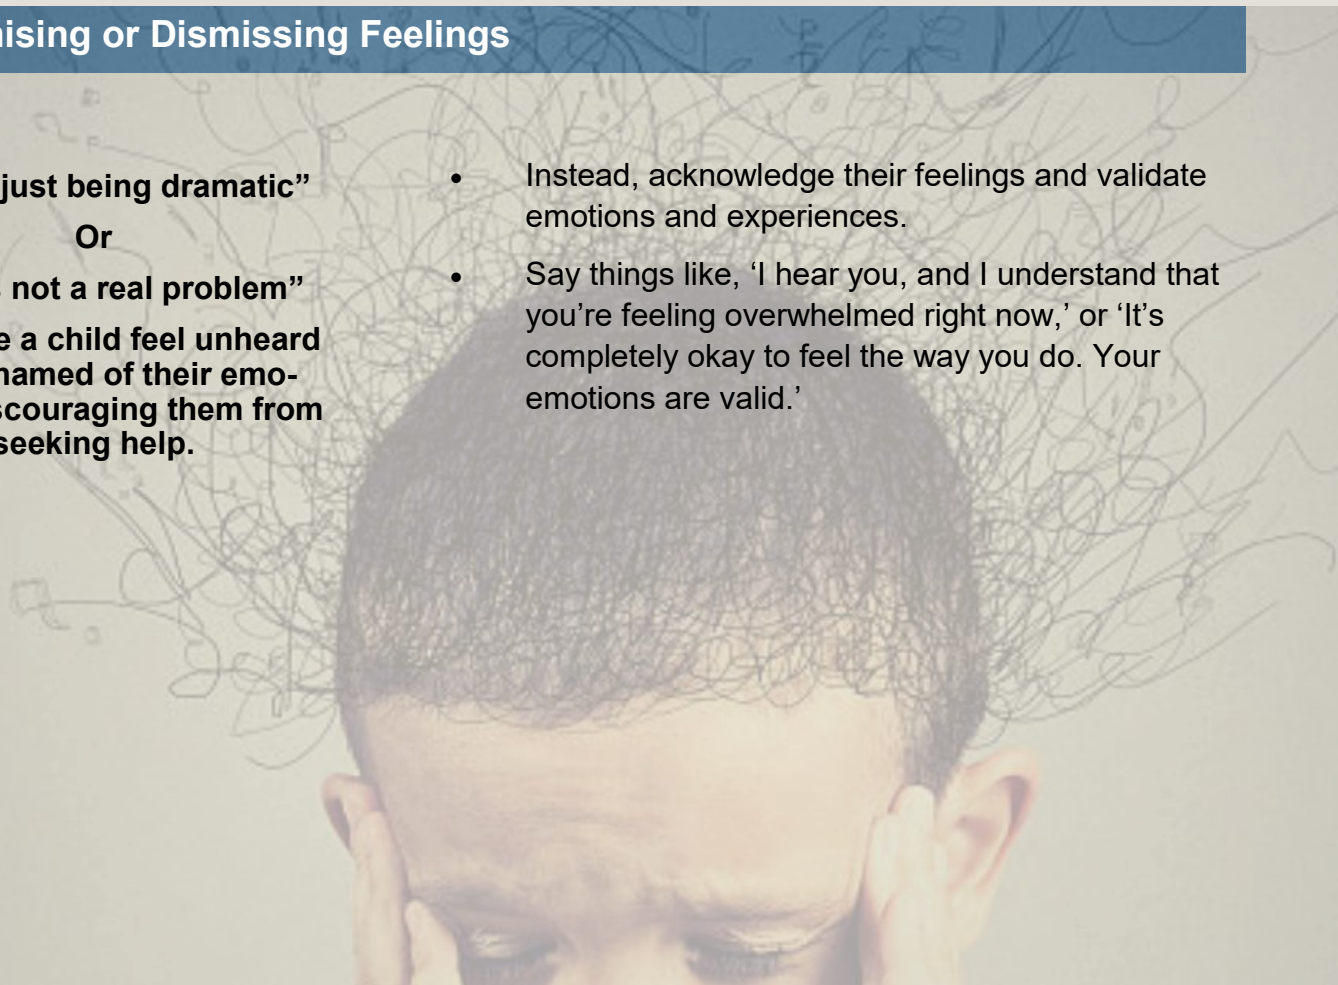 ising or Dismissing Feelings
just being dramatic”
Or
not a real problem”
e a child feel unheard
named of their emo-
scouraging them from
seeking help.
• Instead, acknowledge their feelings and validate
emotions and experiences.
• Say things like, ‘I hear you, and I understand that
you’re feeling overwhelmed right now,’ or ‘It’s
completely okay to feel the way you do. Your
emotions are valid.’